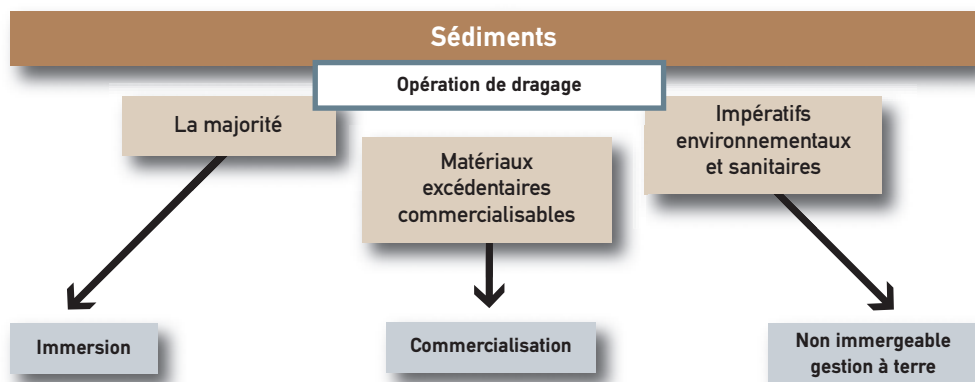 Sédiments
Opération de dragage
La majorité
Matériaux
excédentaires
commercialisables
Impératifs
environnementaux
et sanitaires
Immersion
Commercialisation
Non immergeable
gestion à terre